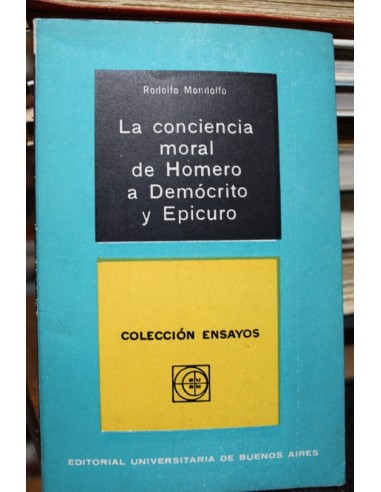 Rodolfo Mondolfo
La conciencia
moral
de Homero
a Demócrito
y Epicuro
COLECCIÓN ENSAYOS
EDITORIAL UNIVERSITARIA DE BUENOS AIRES